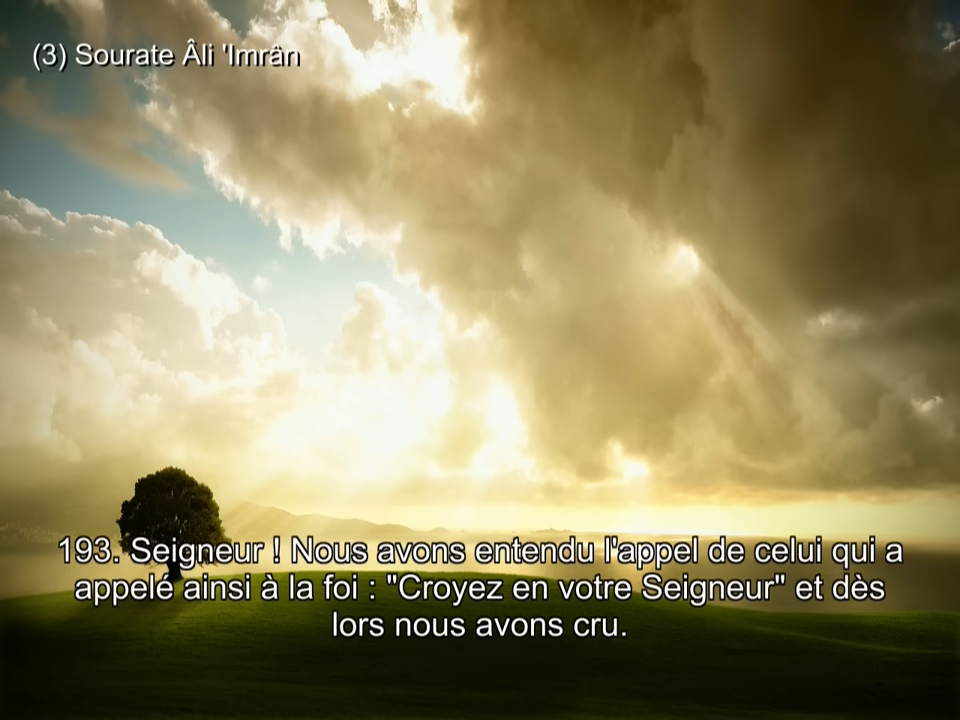 (3) Sourate Âli 'Imrân
193. Seigneur ! Nous avons entendu l'appel de celui qui a
appelé ainsi à la foi : "Croyez en votre Seigneur" et dès
lors nous avons cru.